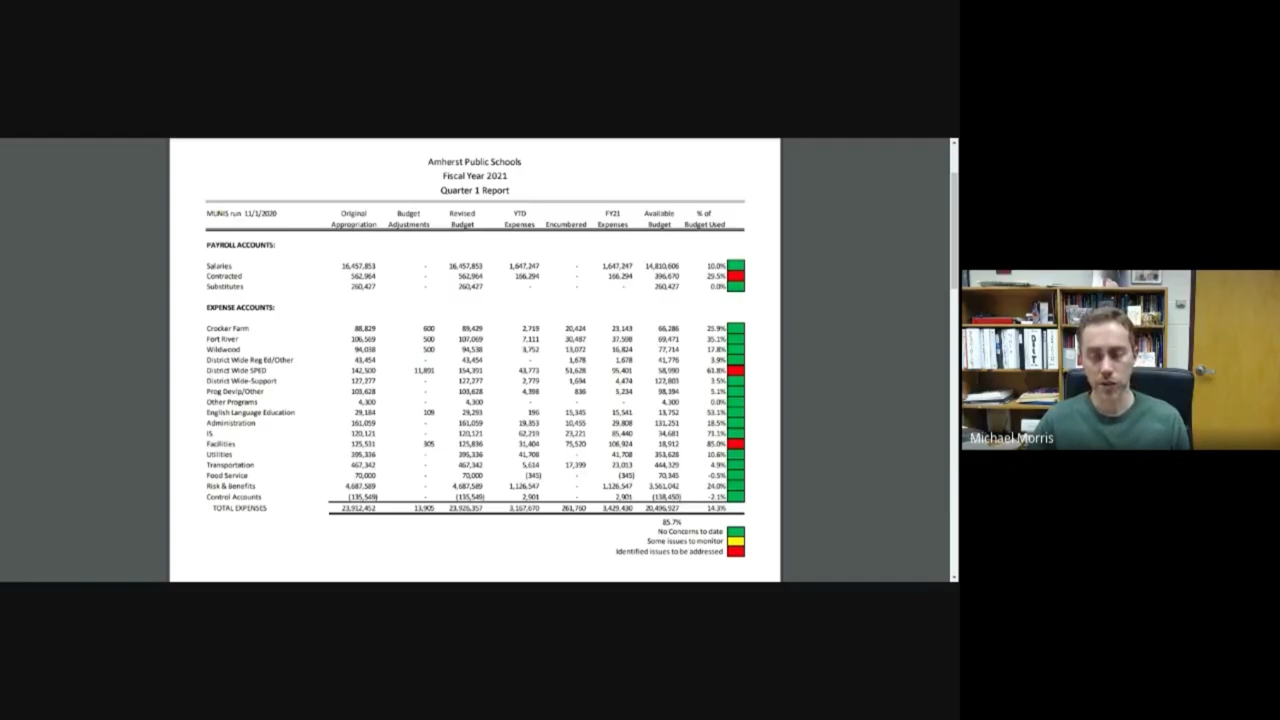 Amherst Public Schools
Fiscal Year 2021
Quarter 1 Report
MUNIS run 11/1/2020 Original Budget Revised YTD FY21 Available % of
Appropriation Adjustments Budget Expenses Encumbered Expenses Budget Budget Used
PAYROLL ACCOUNTS:
Salaries 16,457,853 - 16,457,853 1,647,247 - 1,647,247 14,810,606 10.0%
Contracted 562,964 - 562,964 166,294 - 166,294 396,670 29.5%
Substitutes 260,427 - 260,427 - - - 260,427 0.0%
EXPENSE ACCOUNTS:
Crocker Farm 88,829 600 89,429 2,719 20,424 23,143 66,286 25.9%
Fort River 106,569 500 107,069 7,111 30,487 37,598 69,471 35.1%
Wildwood 94,038 500 94,538 3,752 13,072 16,824 77,714 17.8%
District Wide Reg Ed/Other 43,454 - 43,454 - 1,678 1,678 41,776 3.9%
District Wide SPED 142,500 11,891 154,391 43,773 51,628 95,401 58,990 61.8%
District Wide-Support 127,277 - 127,277 2,779 1,694 4,474 122,803 3.5%
Prog Devlp/Other 103,628 - 103,628 4,398 836 5,234 98,394 5.1%
Other Programs 4,300 - 4,300 - - - 4,300 0.0%
English Language Education 29,184 109 29,293 196 15,345 15,541 13,752 53.1%
Administration 161,059 - 161,059 19,353 10,455 29,808 131,251 18.5%
IS 120,121 - 120,121 62,219 23,221 85,440 34,681 71.1%
Facilities 125,531 305 125,836 31,404 75,520 106,924 18,912 85.0%
Utilities 395,336 - 395,336 41,708 - 41,708 353,628 10.6%
Transportation 467,342 - 467,342 5,614 17,399 23,013 444,329 4.9%
Food Service 70,000 - 70,000 (345) - (345) 70,345 -0.5%
Risk & Benefits 4,687,589 - 4,687,589 1,126,547 - 1,126,547 3,561,042 24.0%
Control Accounts (135,549) - (135,549) 2,901 - 2,901 (138,450) -2.1%
TOTAL EXPENSES 23,912,452 13,905 23,926,357 3,167,670 261,760 3,429,430 20,496,927 14.3%
85.7%
No Concerns to date
Some issues to monitor
Identified issues to be addressed
Michael Morris